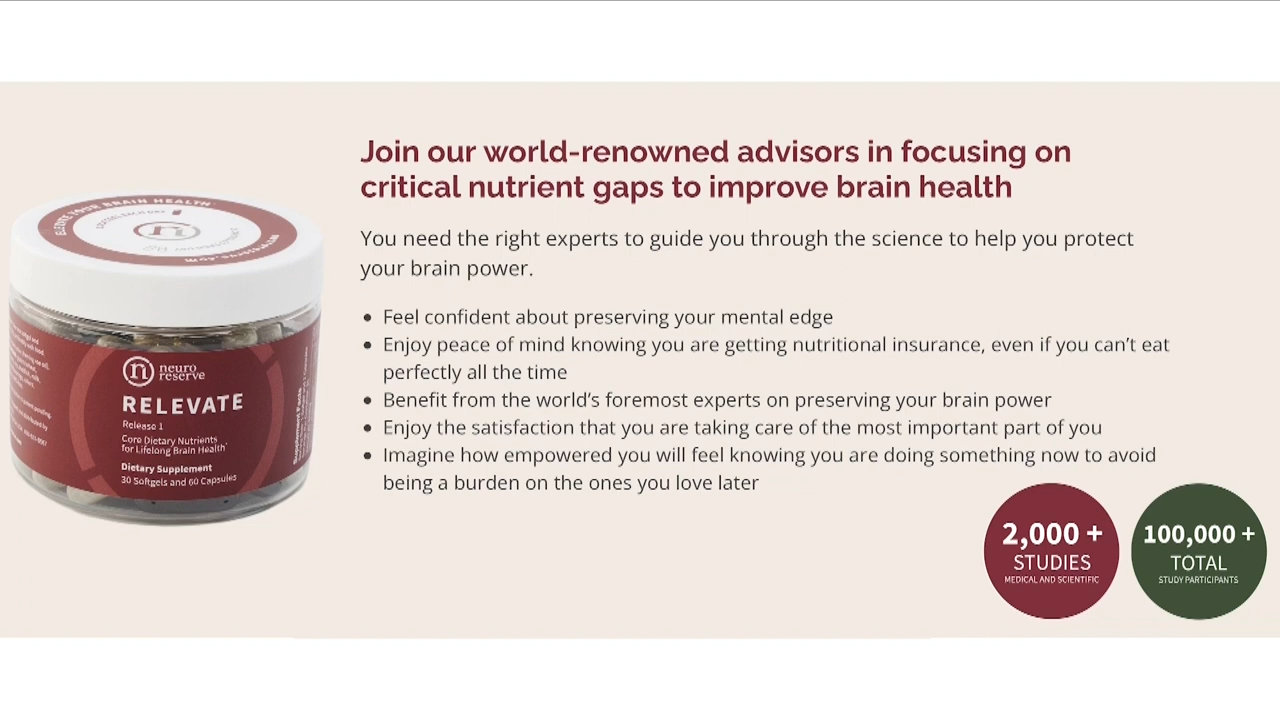 Join our world-renowned advisors in focusing on
critical nutrient gaps to improve brain health
You need the right experts to guide you through the science to help you protect
your brain power.
• Feel confident about preserving your mental edge
• Enjoy peace of mind knowing you are getting nutritional insurance, even if you can't eat
perfectly all the time
• Benefit from the world's foremost experts on preserving your brain power
• Enjoy the satisfaction that you are taking care of the most important part of you
• Imagine how empowered you will feel knowing you are doing something now to avoid
being a burden on the ones you love later
YOUR BRAIN HEALTH
n
neuro
reserve
RELEVATE
Release 1
Core Dietary Nutrients
for Lifelong Brain Health*
Dietary Supplement
30 Softgels and 60 Capsules
Supplement Facts
2,000 +
STUDIES
MEDICAL AND SCIENTIFIC
100,000 +
TOTAL
STUDY PARTICIPANTS